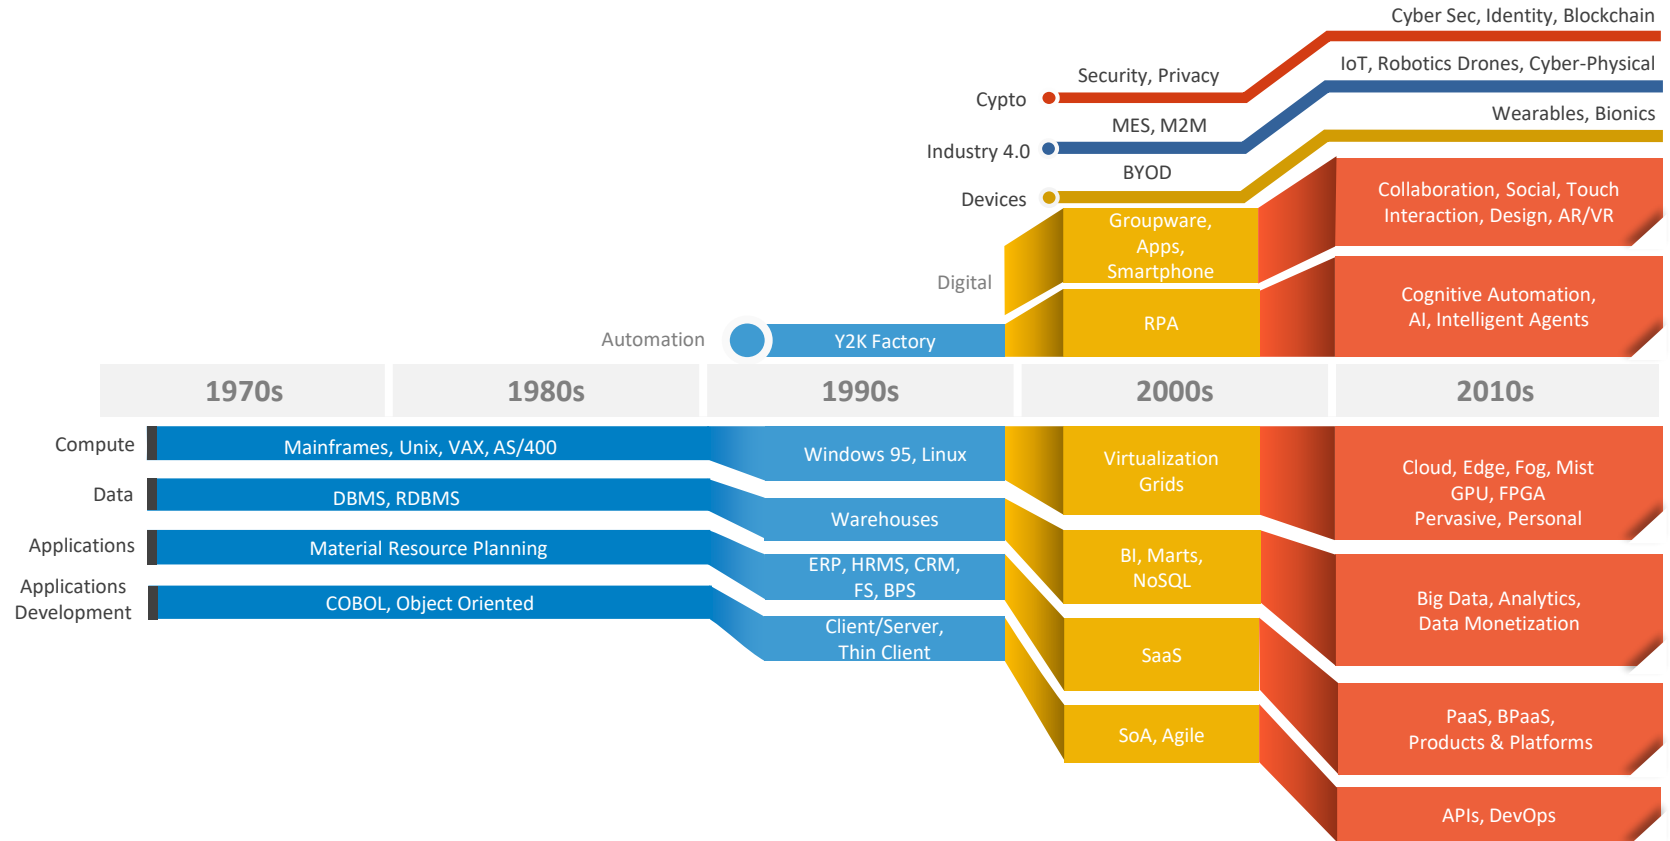 Cyber Sec, Identity, Blockchain
Security, Privacy
Cypto
IoT, Robotics Drones, Cyber-Physical
MES, M2M
Industry 4.0
Wearables, Bionics
BYOD
Devices
Digital
Groupware,
Apps,
Smartphone
Collaboration, Social, Touch
Interaction, Design, AR/VR
Automation
Y2K Factory
RPA
Cognitive Automation,
AI, Intelligent Agents
1970s
1980s
1990s
2000s
2010s
Compute
Mainframes, Unix, VAX, AS/400
Windows 95, Linux
Virtualization
Grids
Cloud, Edge, Fog, Mist
GPU, FPGA
Pervasive, Personal
Data
DBMS, RDBMS
Warehouses
BI, Marts,
NoSQL
Big Data, Analytics,
Data Monetization
Applications
Material Resource Planning
ERP, HRMS, CRM,
FS, BPS
SaaS
PaaS, BPaaS,
Products & Platforms
Applications
Development
COBOL, Object Oriented
Client/Server,
Thin Client
SoA, Agile
APIs, DevOps